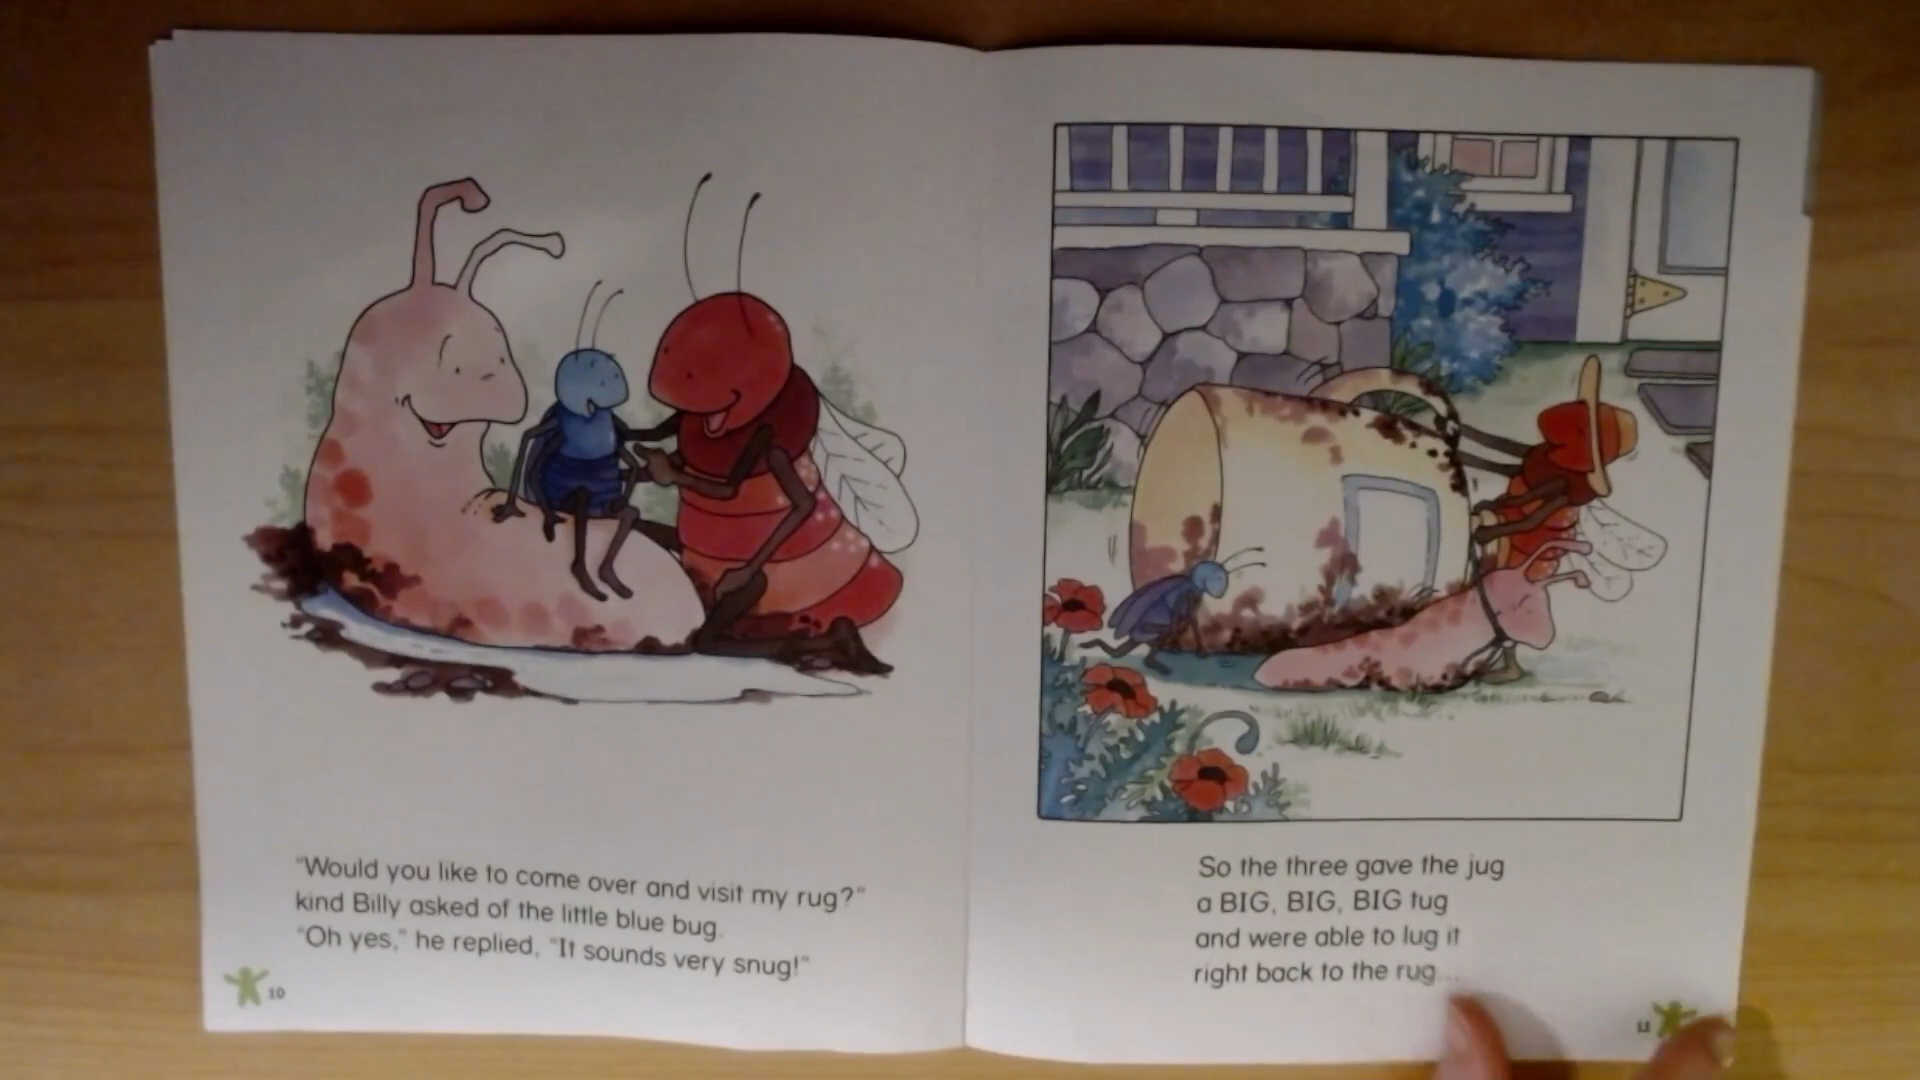 “Would you like to come over and visit my rug?”
kind Billy asked of the little blue bug.
“Oh yes,” he replied, “It sounds very snug!”
10
So the three gave the jug
a BIG, BIG, BIG tug
and were able to lug it
right back to the rug...
11